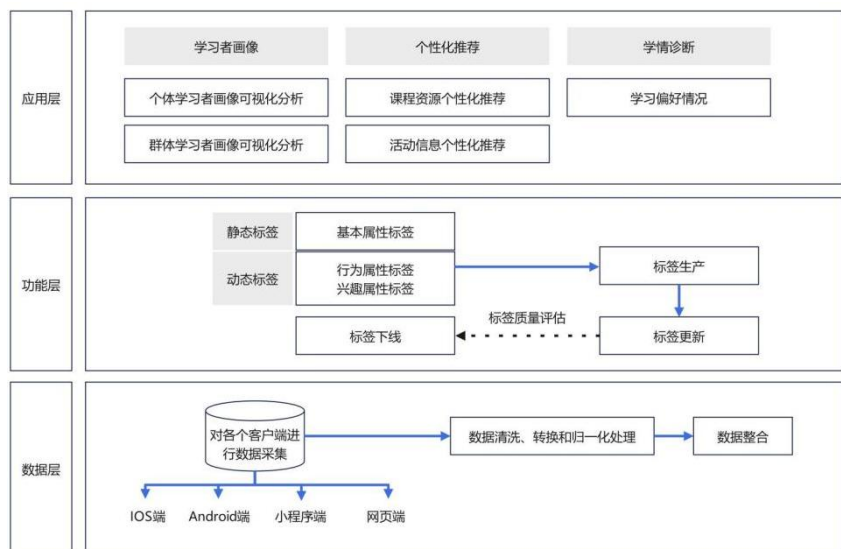 应用层
学习者画像
个性化推荐
学情诊断
个体学习者画像可视化分析
课程资源个性化推荐
学习偏好情况
群体学习者画像可视化分析
活动信息个性化推荐
功能层
静态标签
基本属性标签
动态标签
行为属性标签
兴趣属性标签
标签生产
标签下线
标签质量评估
标签更新
数据层
对各个客户端进
行数据采集
数据清洗、转换和归一化处理
数据整合
IOS端
Android端
小程序端
网页端